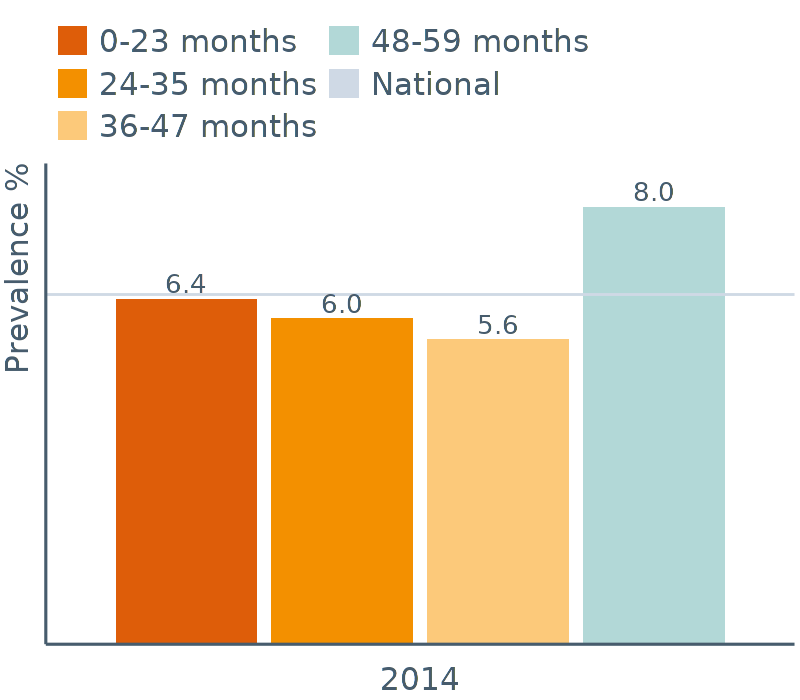 0-23 months
24-35 months
36-47 months
48-59 months
National
Prevalence %
6.4
6.0
5.6
8.0
2014